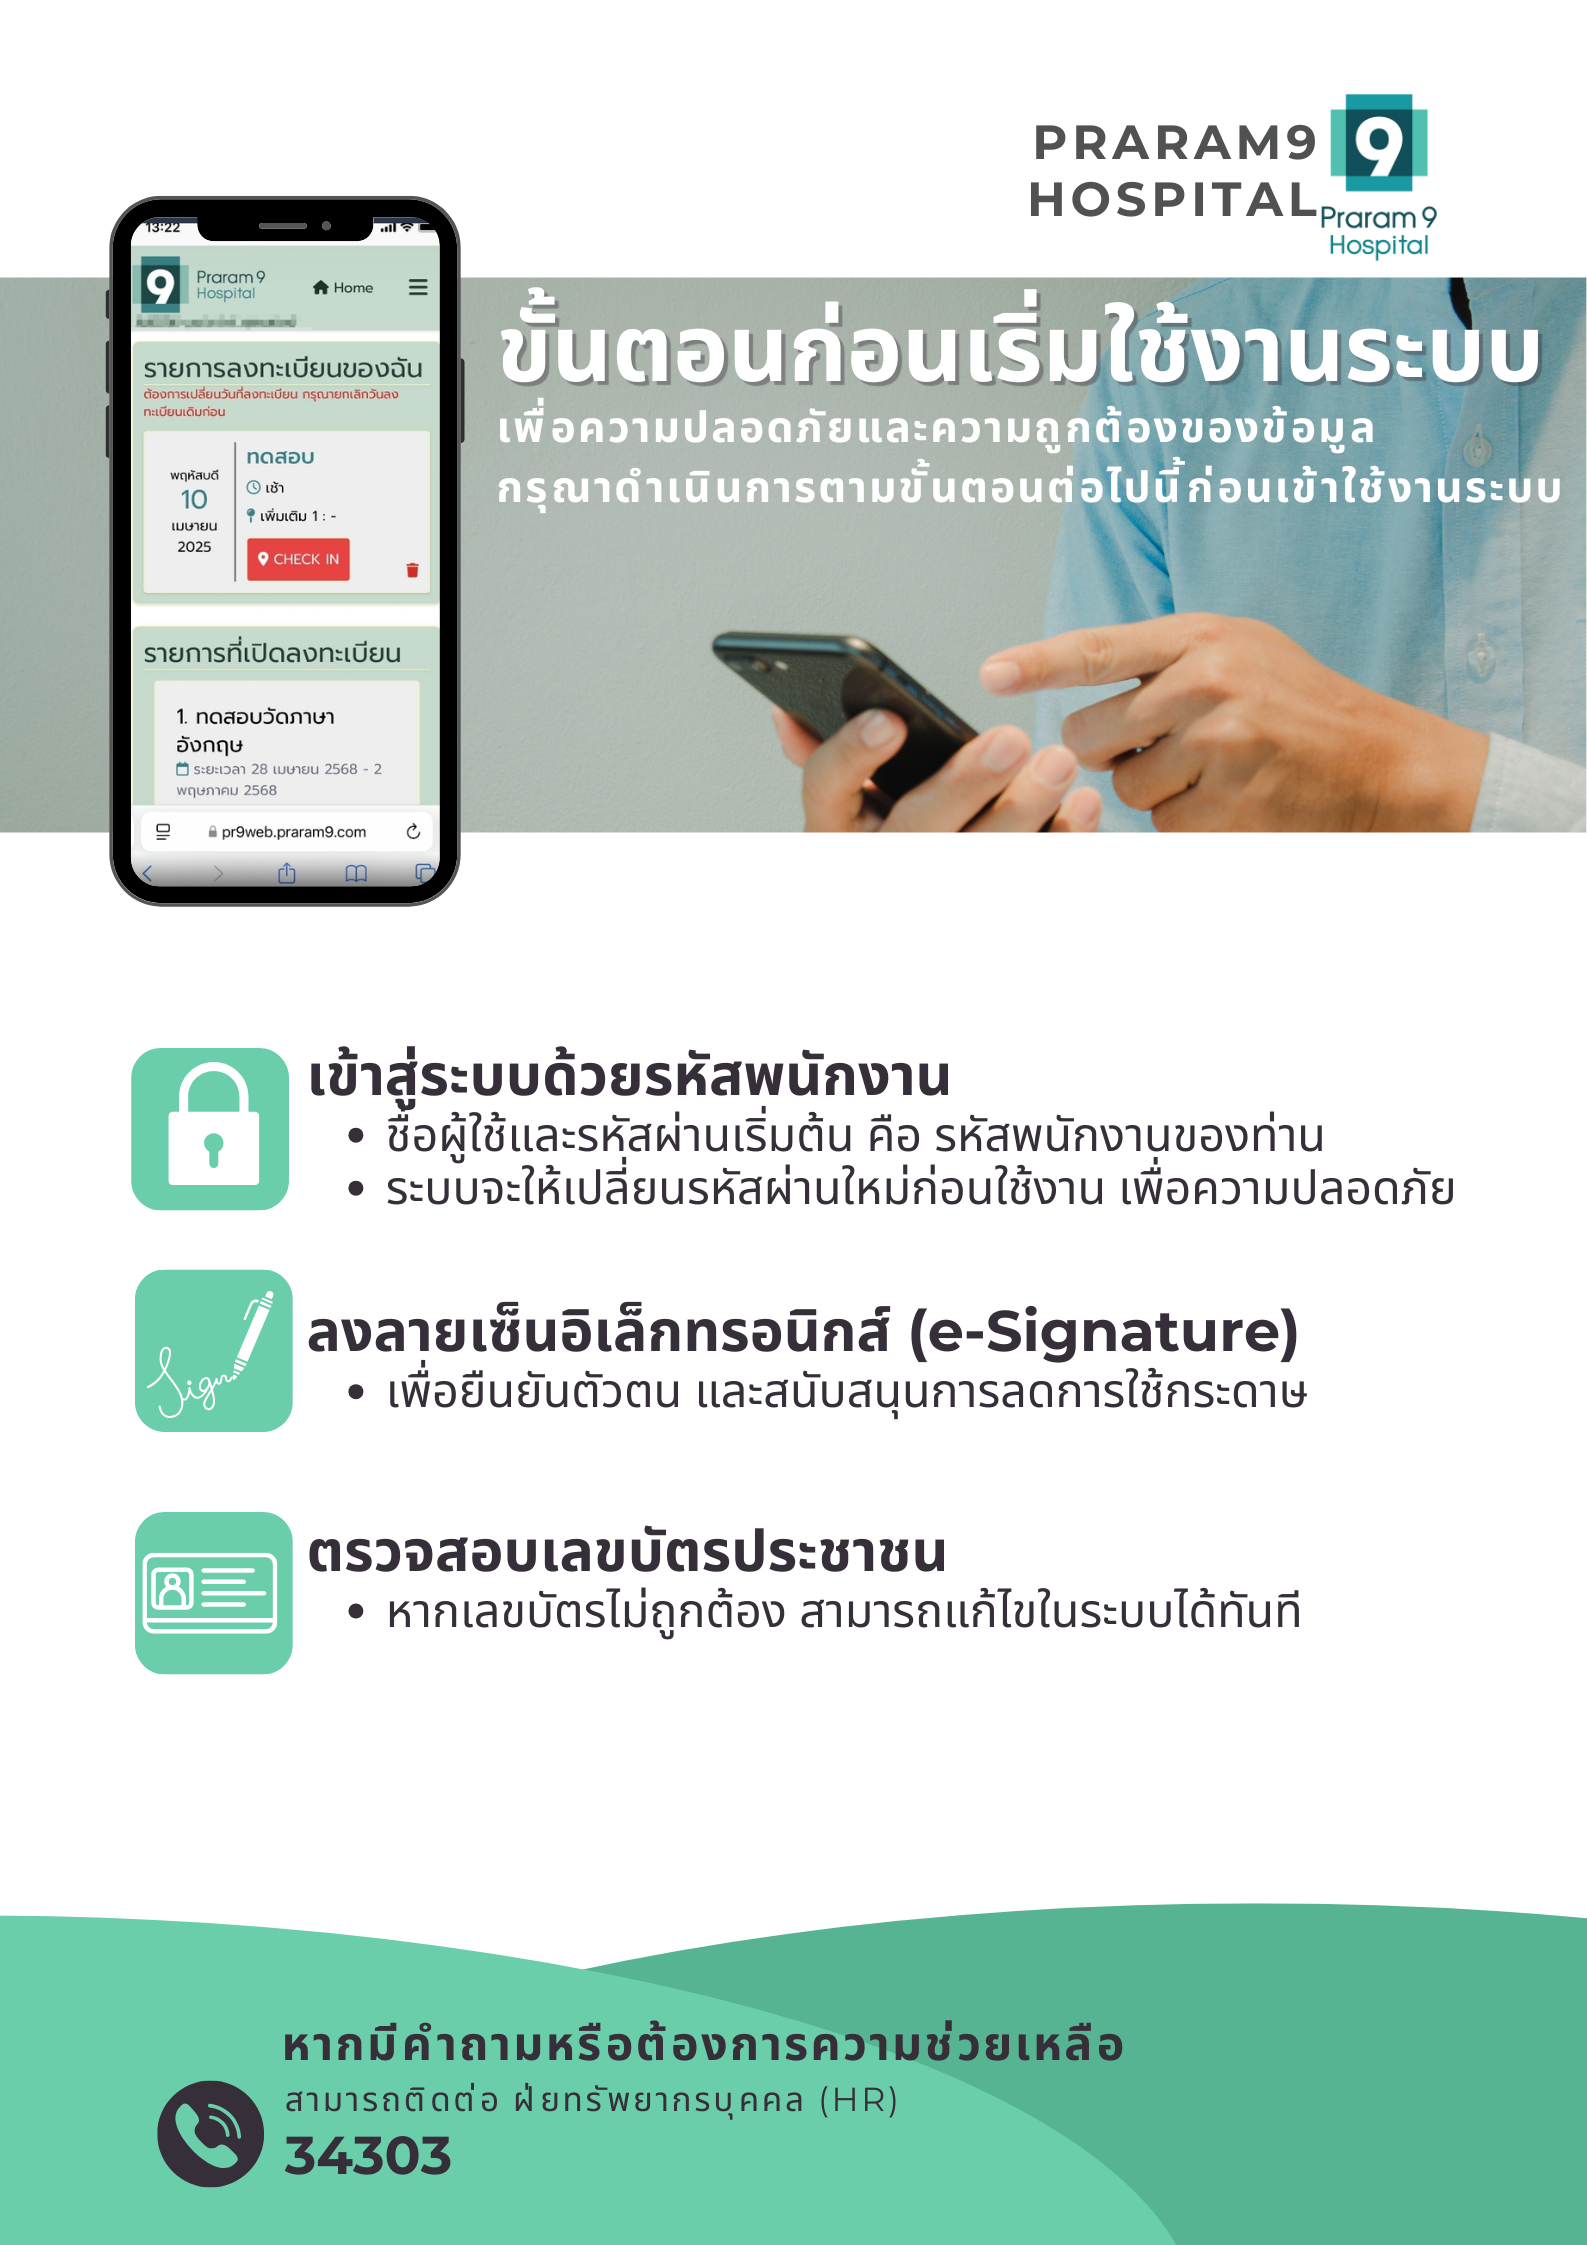 PRARAM9
HOSPITAL
9
Praram 9
Hospital
13:22
9
Praram 9
Hospital
Home
รายการลงทะเบียนของฉัน
ต้องการเปลี่ยนวันที่ลงทะเบียน กรุณายกเลิกวันลง
ทะเบียนเดิมก่อน
พฤหัสบดี
10
เมษายน
2025
ทดสอบ
เช้า
เพิ่มเติม 1 : -
CHECK IN
รายการที่เปิดลงทะเบียน
1. ทดสอบวัดภาษา
อังกฤษ
ระยะเวลา 28 เมษายน 2568 - 2
พฤษภาคม 2568
pr9web.praram9.com
ขั้นตอนก่อนเริ่มใช้งานระบบ
เพื่อความปลอดภัยและความถูกต้องของข้อมูล
กรุณาดำเนินการตามขั้นตอนต่อไปนี้ก่อนเข้าใช้งานระบบ
เข้าสู่ระบบด้วยรหัสพนักงาน
• ชื่อผู้ใช้และรหัสผ่านเริ่มต้น คือ รหัสพนักงานของท่าน
• ระบบจะให้เปลี่ยนรหัสผ่านใหม่ก่อนใช้งาน เพื่อความปลอดภัย
Sign
ลงลายเซ็นอิเล็กทรอนิกส์ (e-Signature)
• เพื่อยืนยันตัวตน และสนับสนุนการลดการใช้กระดาษ
ตรวจสอบเลขบัตรประชาชน
• หากเลขบัตรไม่ถูกต้อง สามารถแก้ไขในระบบได้ทันที
หากมีคำถามหรือต้องการความช่วยเหลือ
สามารถติดต่อ ฝ่ยทรัพยากรบุคคล (HR)
34303